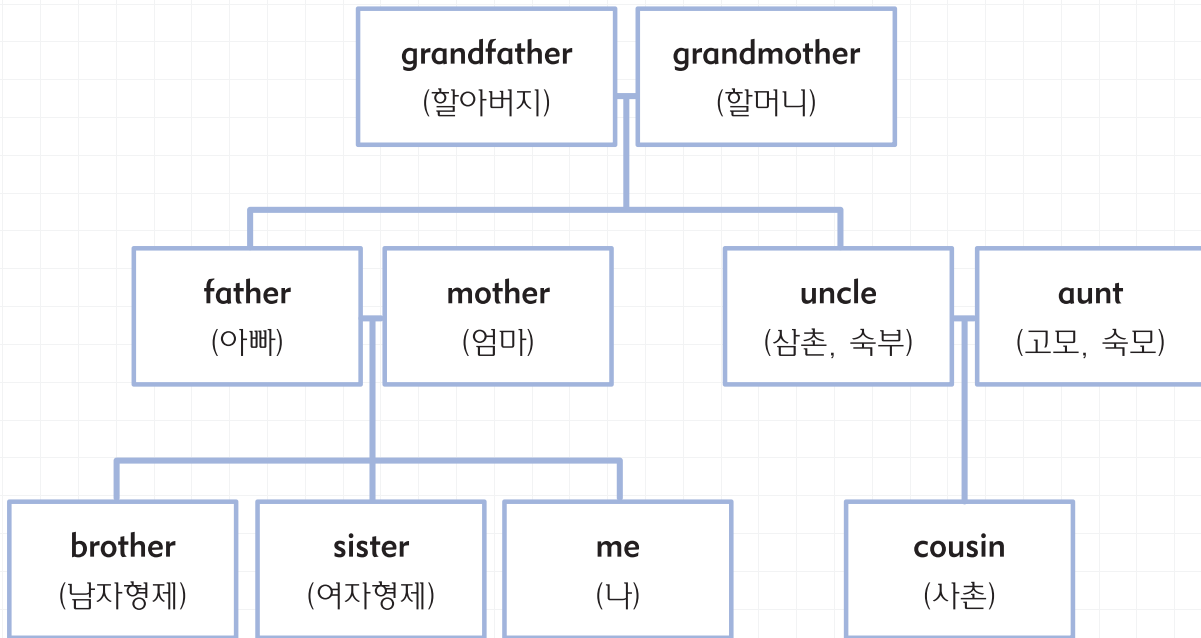 grandfather
(할아버지)
grandmother
(할머니)
father
(아빠)
mother
(엄마)
uncle
(삼촌, 숙부)
aunt
(고모, 숙모)
brother
(남자형제)
sister
(여자형제)
me
(나)
cousin
(사촌)